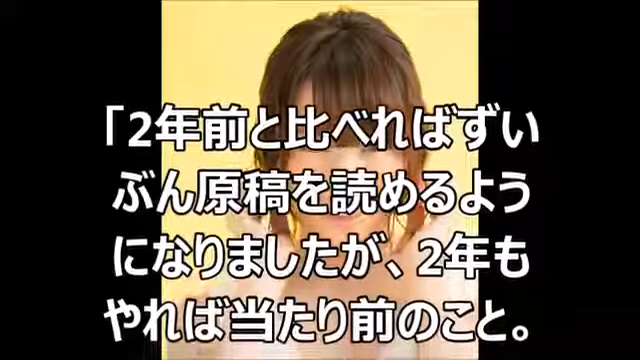 「2年前と比べればずい
ぶん原稿を読めるよう
になりましたが、2年も
やれば当たり前のこと。